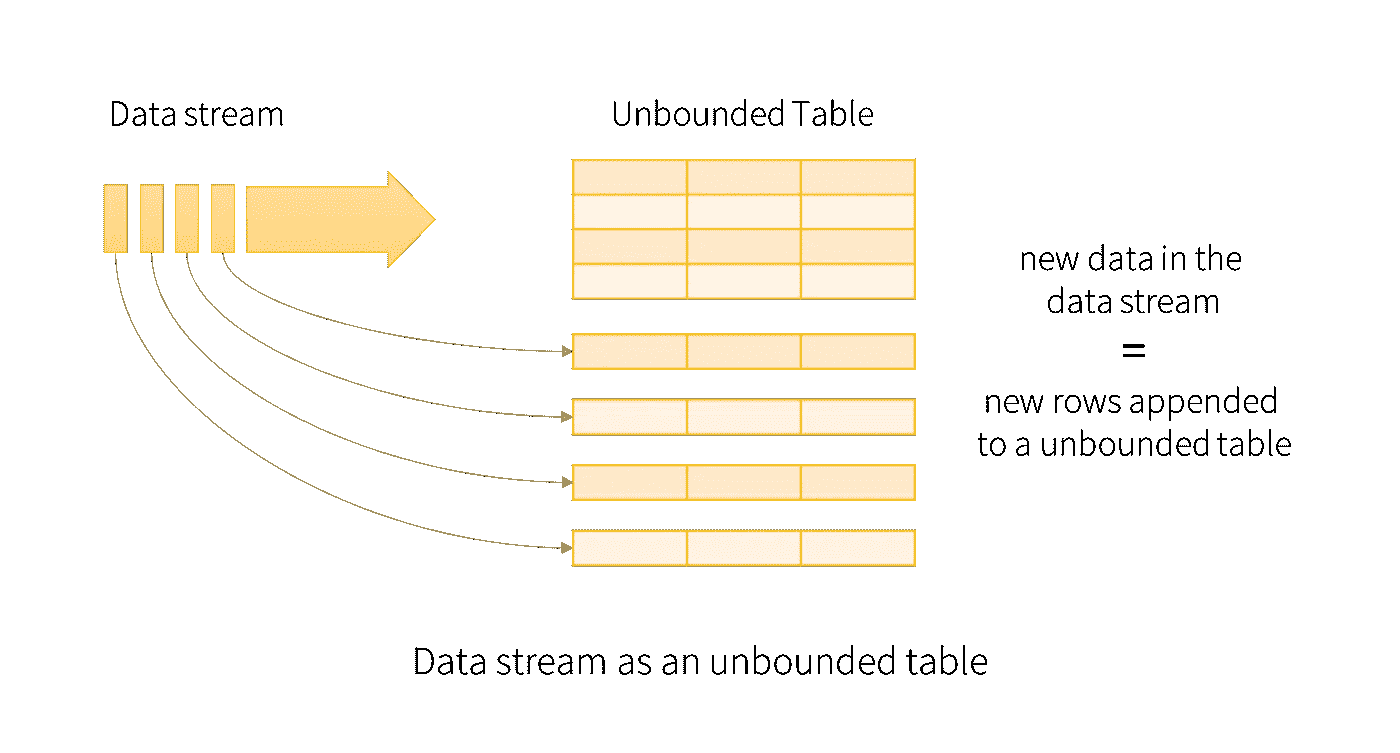 Data stream
Unbounded Table
new data in the
data stream
=
new rows appended
to a unbounded table
Data stream as an unbounded table